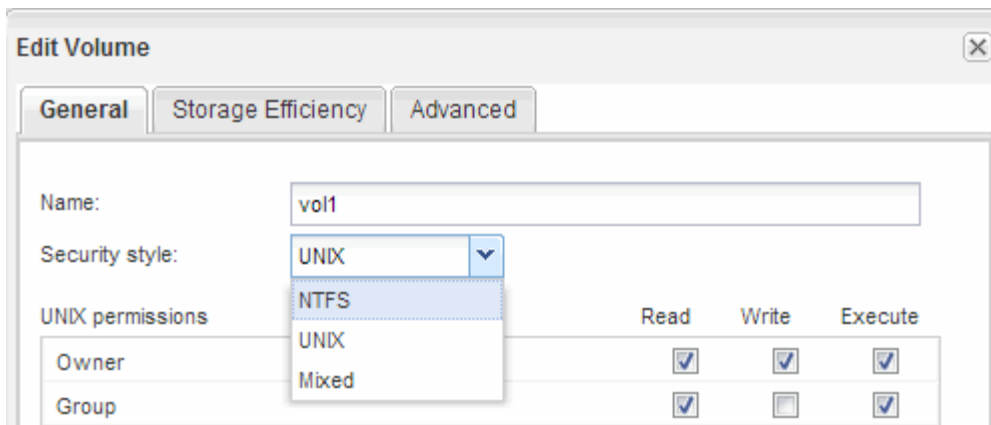 Edit Volume
General Storage Efficiency Advanced
Name: vol1
Security style: UNIX
NTFS
UNIX permissions Read Write Execute
UNIX
Owner
Mixed
Group